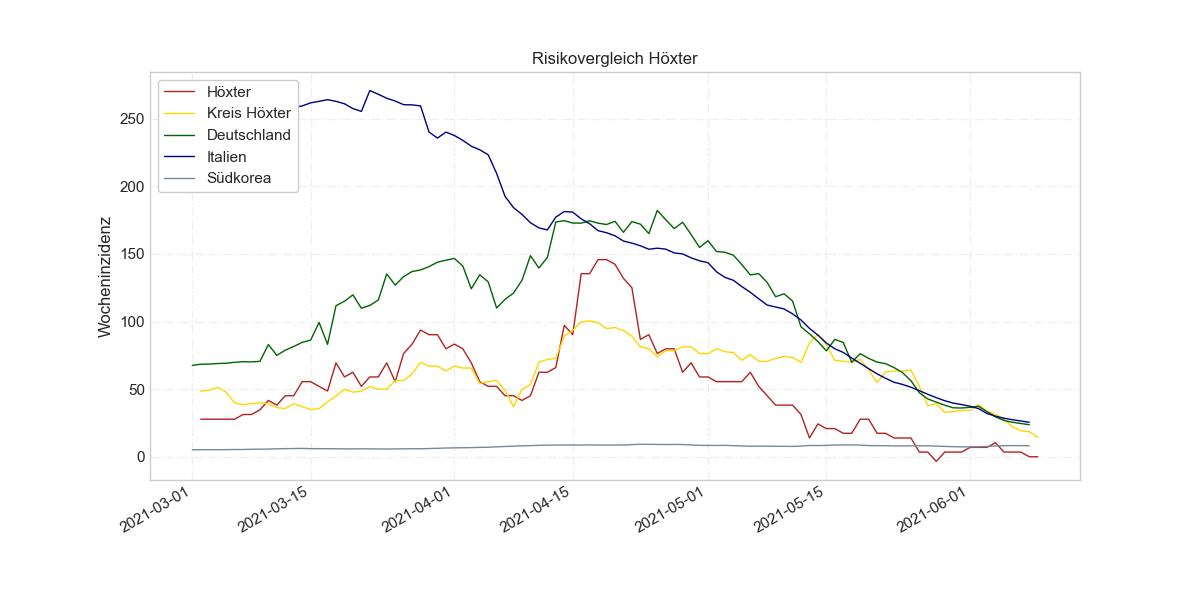 Risikovergleich Höxter
Höxter
Kreis Höxter
Deutschland
Italien
Südkorea
Wocheninzidenz
250
200
150
100
50
0
2021-03-01
2021-03-15
2021-04-01
2021-04-15
2021-05-01
2021-05-15
2021-06-01